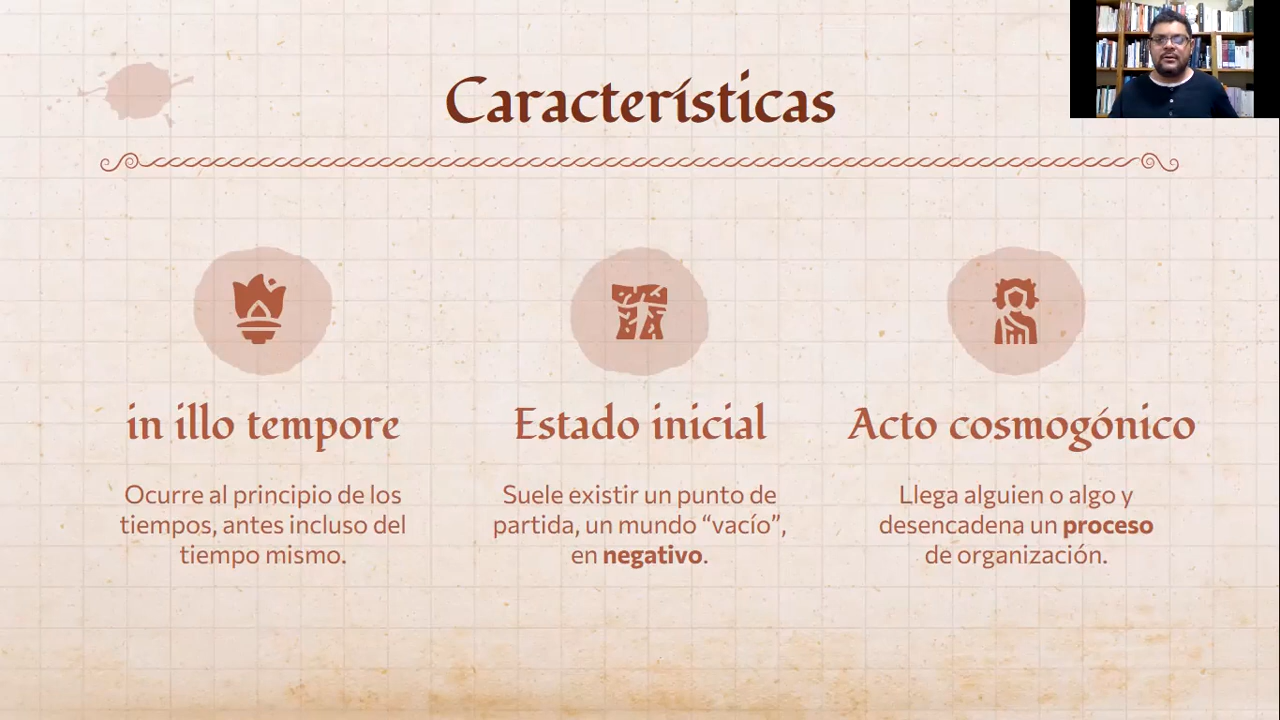 Características
in illo tempore
Ocurre al principio de los
tiempos, antes incluso del
tiempo mismo.
Estado inicial
Suele existir un punto de
partida, un mundo “vacío”,
en negativo.
Acto cosmogónico
Llega alguien o algo y
desencadena un proceso
de organización.